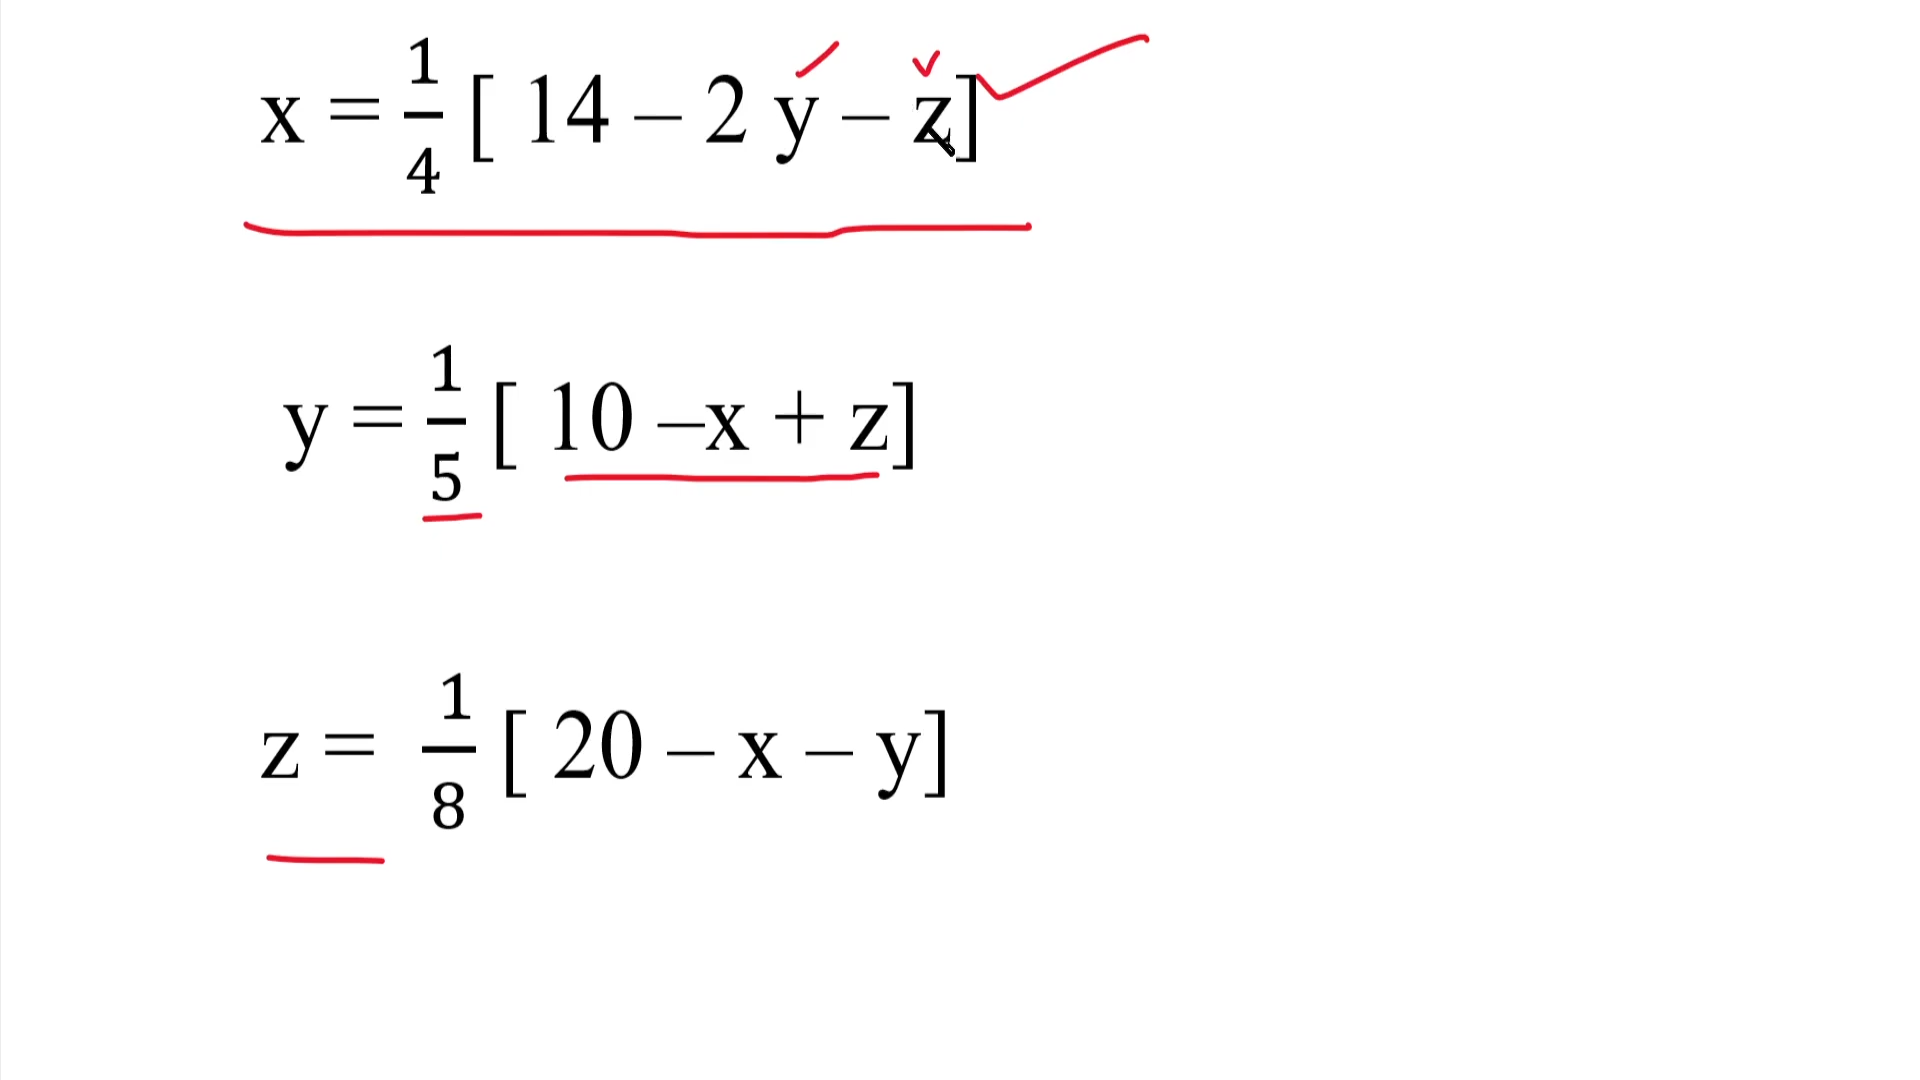 x = 1/4 [ 14 – 2 y – z]
y = 1/5 [ 10 –x + z]
z = 1/8 [ 20 – x – y]